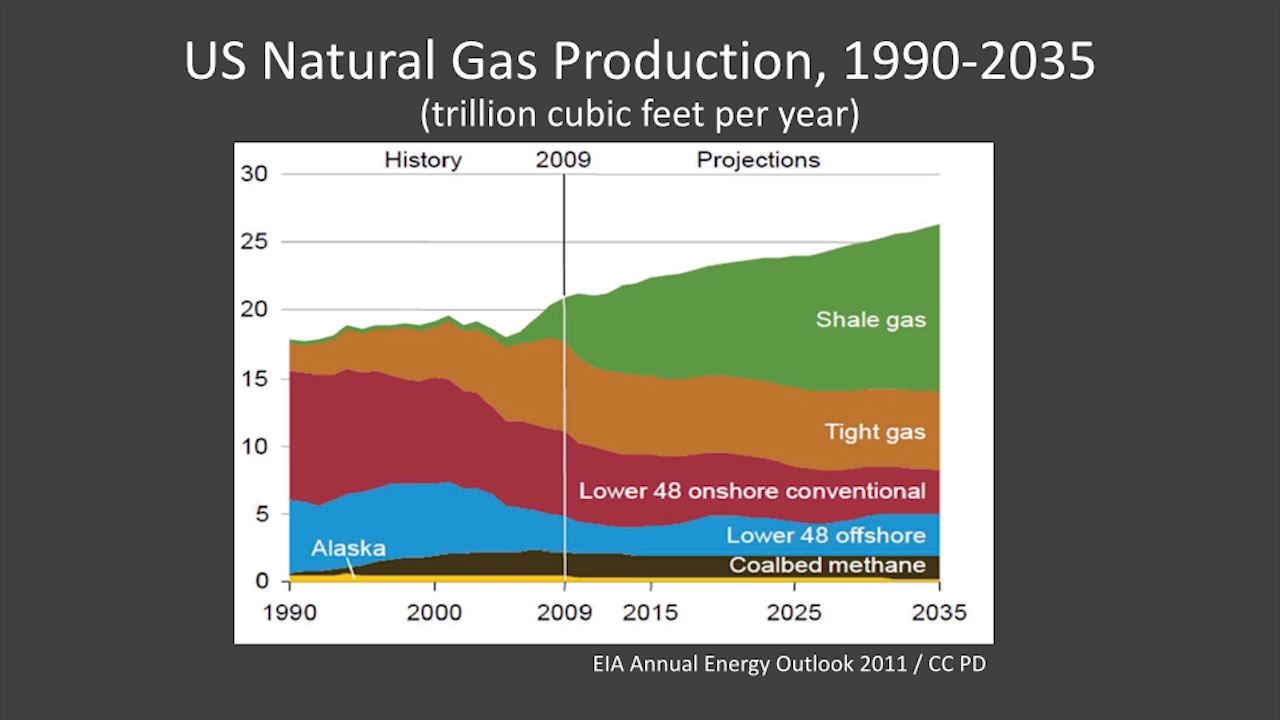 US Natural Gas Production, 1990-2035
(trillion cubic feet per year)
History 2009 Projections
30
25
20
Shale gas
15
Tight gas
10
Lower 48 onshore conventional
5
Lower 48 offshore
Alaska
Coalbed methane
0
1990 2000 2009 2015 2025 2035
EIA Annual Energy Outlook 2011 / CC PD